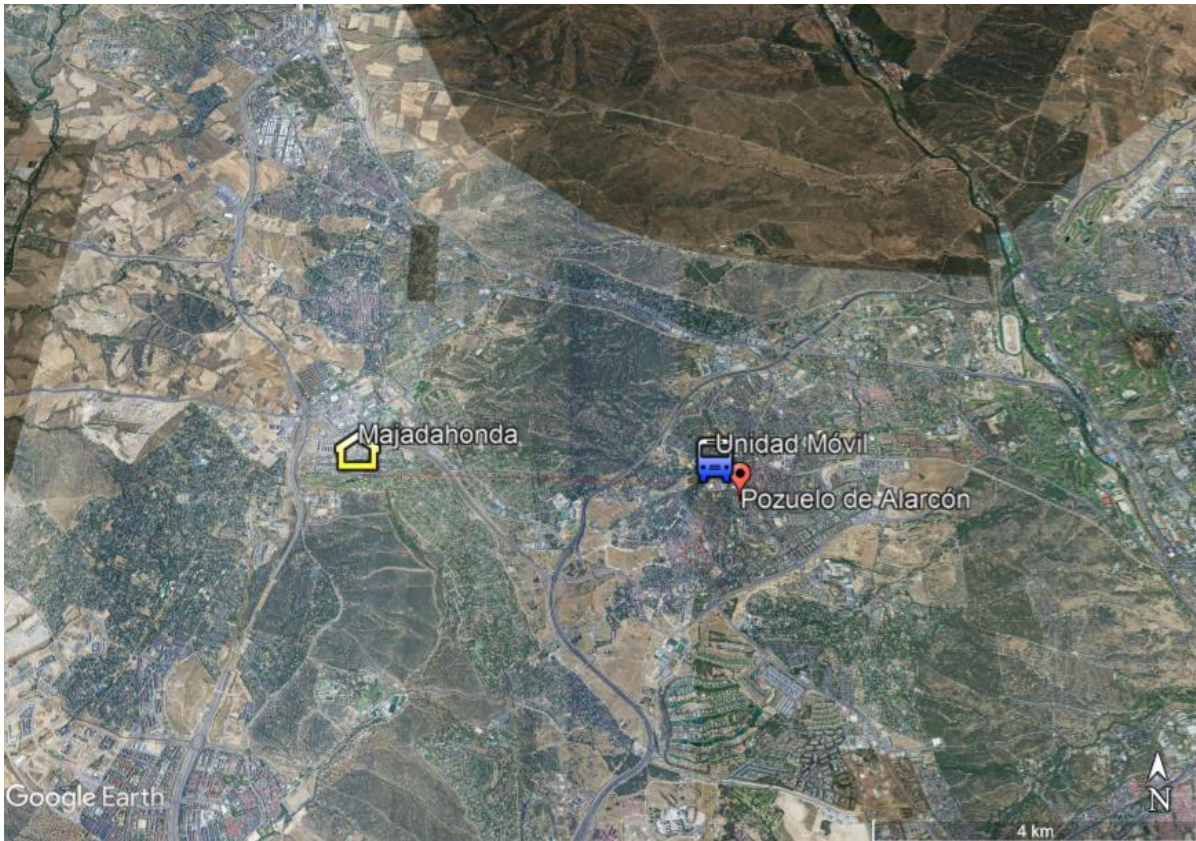 Majadahonda
Unidad Móvil
Pozuelo de Alarcón
Google Earth
N
4 km